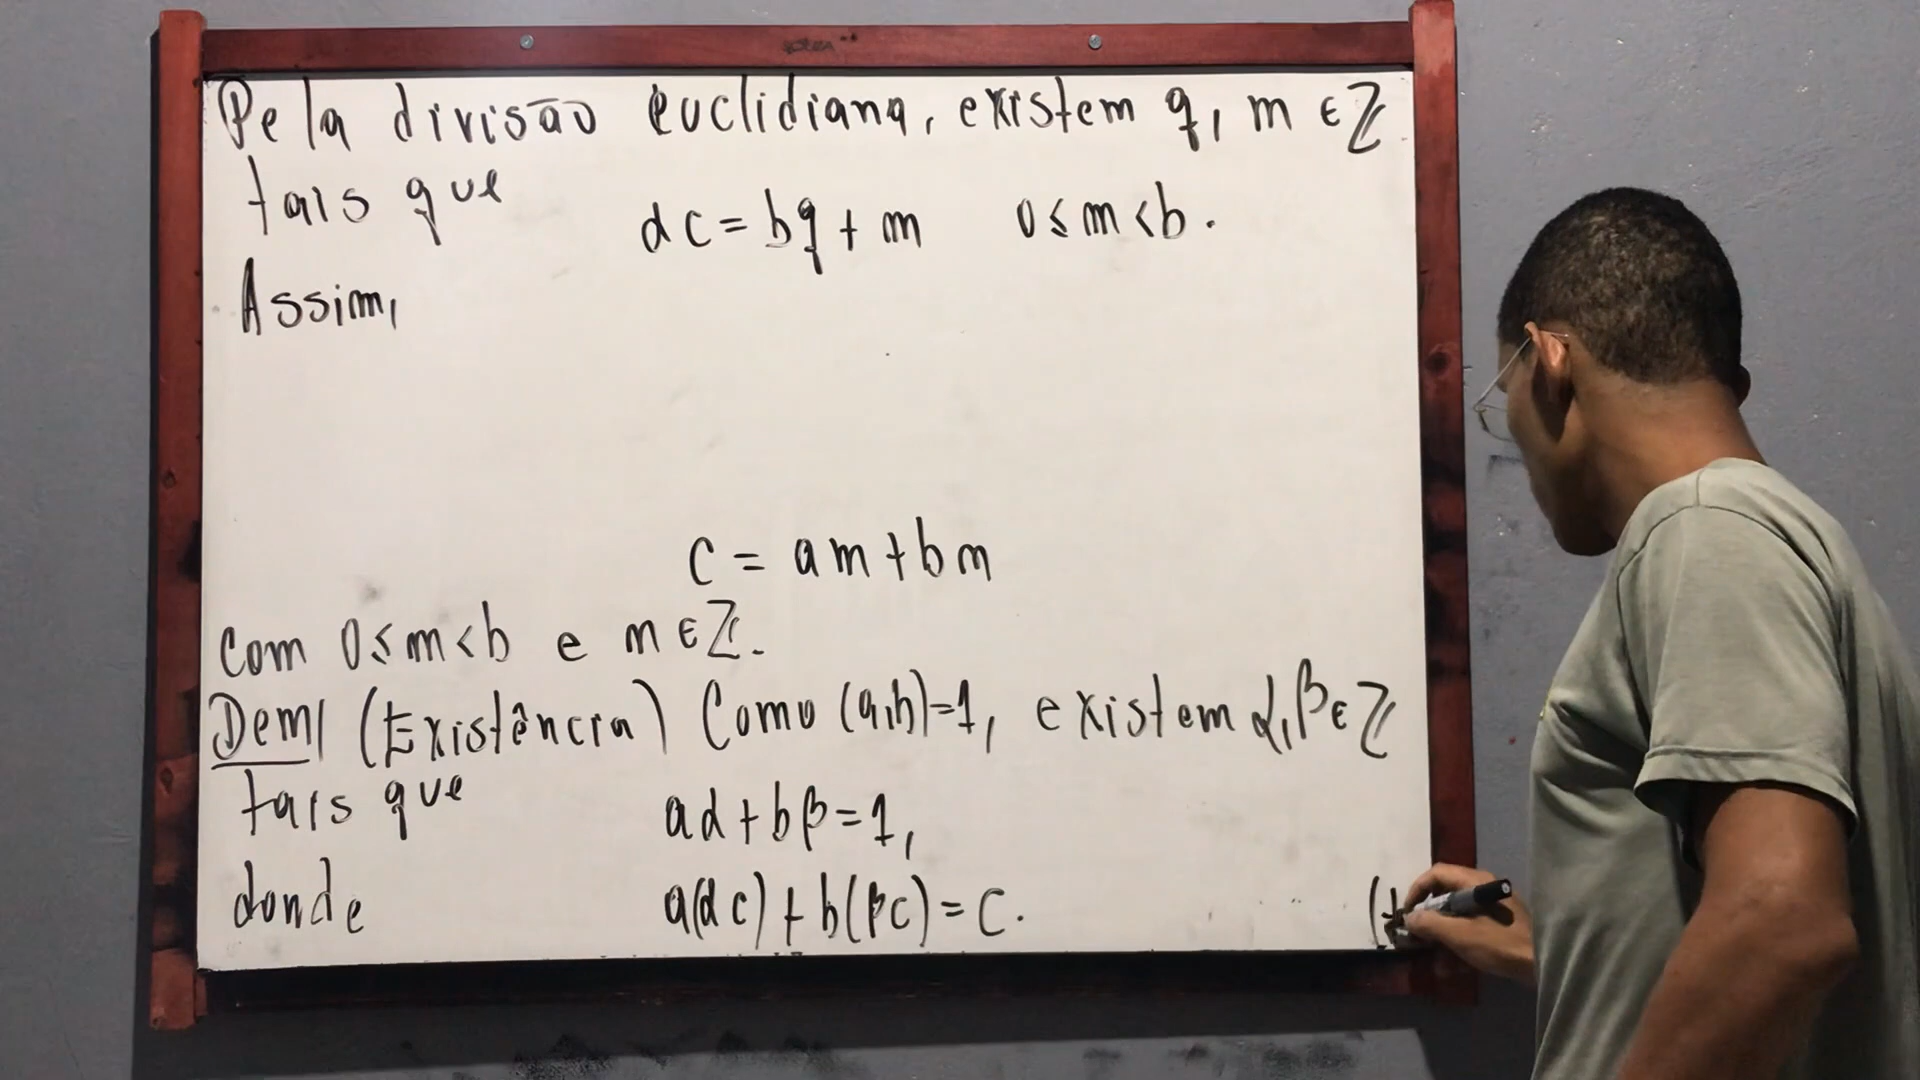 Pela divisão euclidiana, existem q, m ∈ ℤ
tais que
αc = bq + m 0 ≤ m < b.
Assim,
c = am + bn
com 0 ≤ m < b e n ∈ ℤ.
Dem| (Existência) Como (a,b)=1, existem α, β ∈ ℤ
tais que
aα + bβ = 1,
donde a(αc) + b(βc) = c.